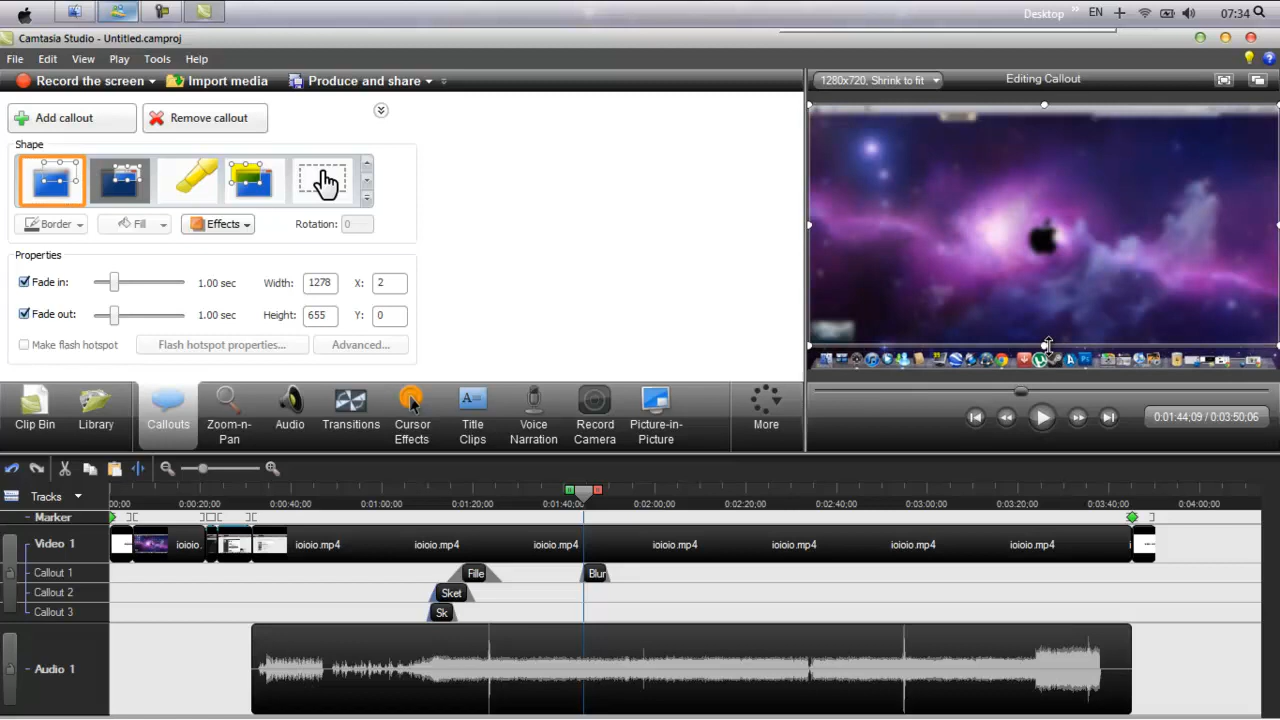 Desktop » EN 07:34
Camtasia Studio - Untitled.camproj
File Edit View Play Tools Help
Record the screen Import media Produce and share
1280x720, Shrink to fit Editing Callout
Add callout Remove callout
Shape
Border Fill Effects Rotation: 0
Properties
Fade in: 1.00 sec Width: 1278 X: 2
Fade out: 1.00 sec Height: 655 Y: 0
Make flash hotspot Flash hotspot properties... Advanced...
Clip Bin Library Callouts Zoom-n-Pan Audio Transitions Cursor Effects Title Clips Voice Narration Record Camera Picture-in-Picture More
0:01:44;09 / 0:03:50;06
Tracks 00;00 0:00:20;00 0:00:40;00 0:01:00;00 0:01:20;00 0:01:40;00 0:02:00;00 0:02:20;00 0:02:40;00 0:03:00;00 0:03:20;00 0:03:40;00 0:04:00;00
Marker
Video 1 ioioio. ioioio.mp4 ioioio.mp4 ioioio.mp4 ioioio.mp4 ioioio.mp4 ioioio.mp4 ioioio.mp4
Callout 1 Fille Blur
Callout 2 Sket
Callout 3 Sk
Audio 1